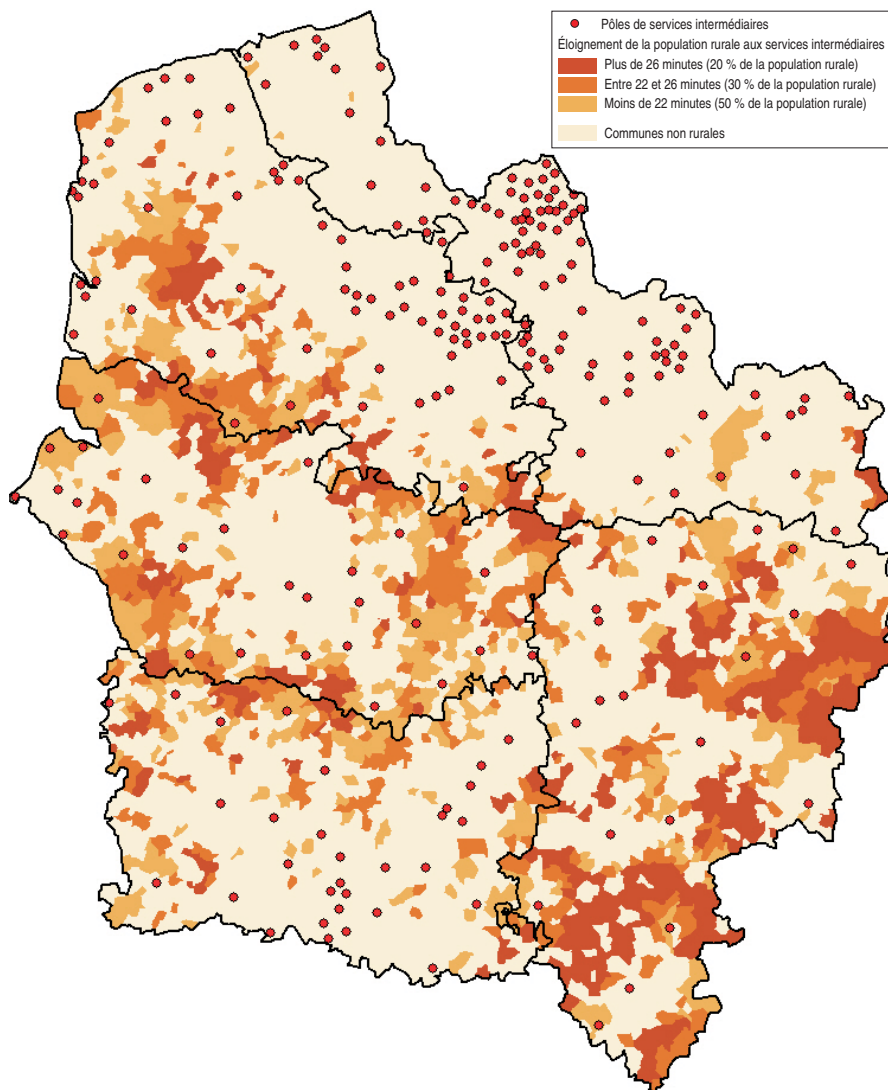 Pôles de services intermédiaires
Éloignement de la population rurale aux services intermédiaires
Plus de 26 minutes (20 % de la population rurale)
Entre 22 et 26 minutes (30 % de la population rurale)
Moins de 22 minutes (50 % de la population rurale)
Communes non rurales